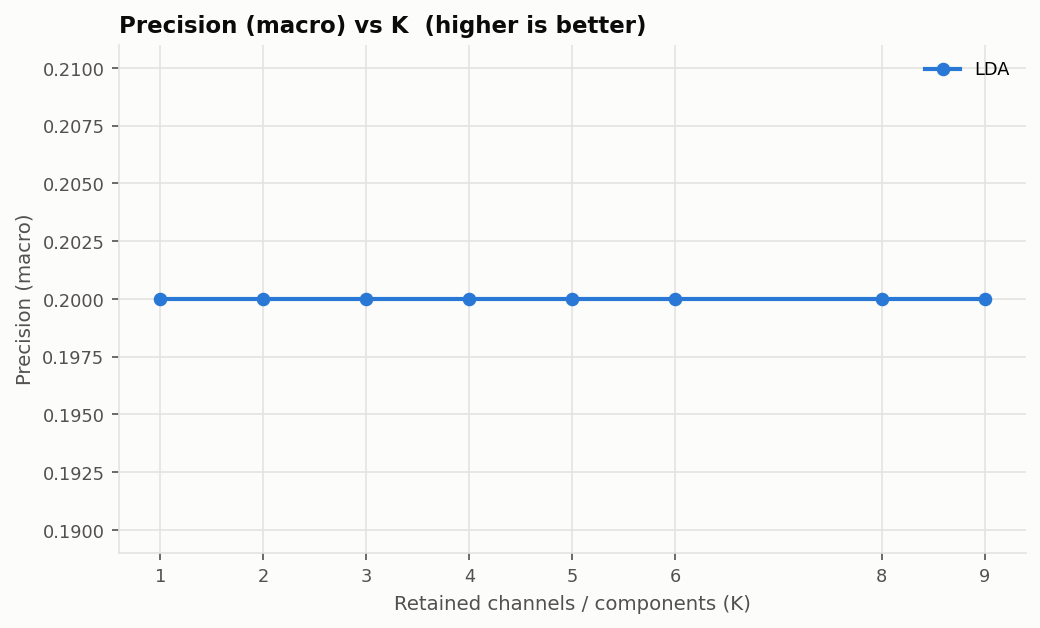 Precision (macro) vs K  (higher is better)
LDA
Precision (macro)
0.2100
0.2075
0.2050
0.2025
0.2000
0.1975
0.1950
0.1925
0.1900
1 2 3 4 5 6 8 9
Retained channels / components (K)